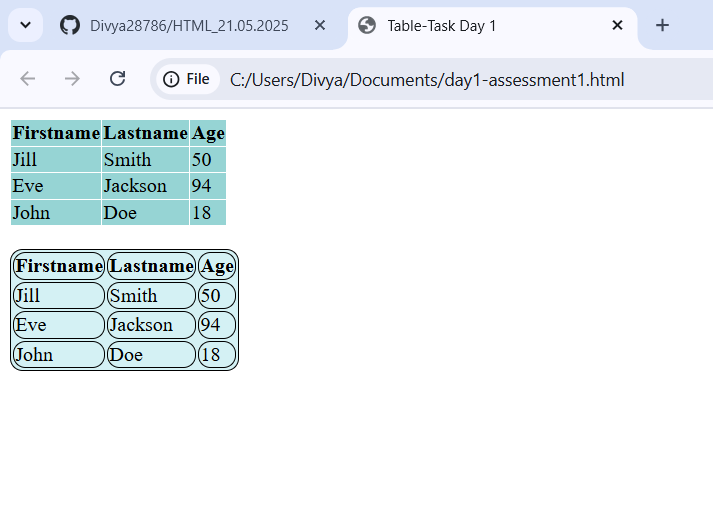 Divya28786/HTML_21.05.2025 Table-Task Day 1
File C:/Users/Divya/Documents/day1-assessment1.html
Firstname Lastname Age
Jill Smith 50
Eve Jackson 94
John Doe 18
Firstname Lastname Age
Jill Smith 50
Eve Jackson 94
John Doe 18